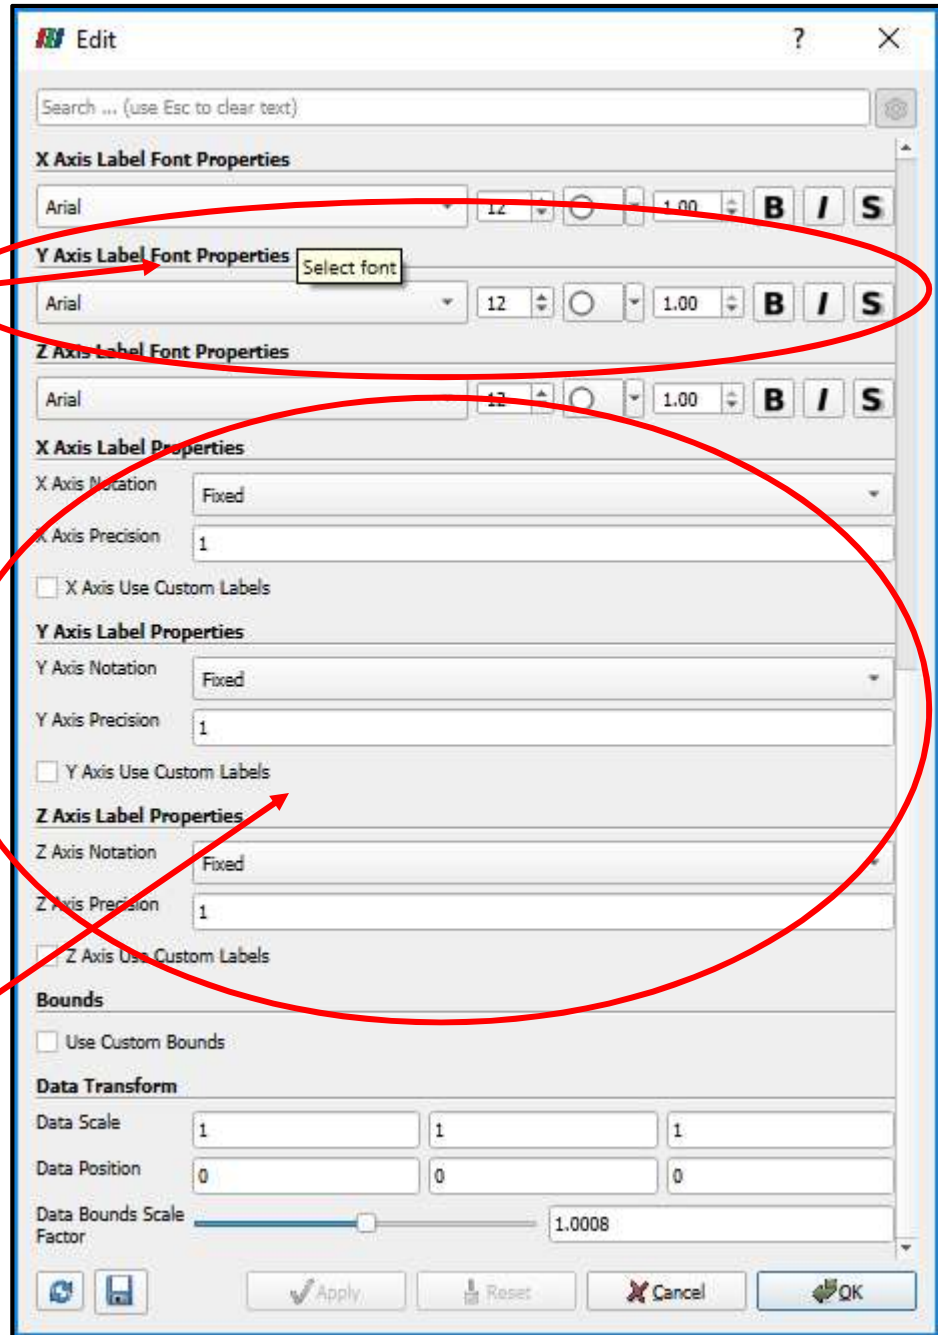 Edit ?
Search ... (use Esc to clear text)
X Axis Label Font Properties
Arial 12 1.00 B I S
Y Axis Label Font Properties
Select font
Arial 12 1.00 B I S
Z Axis Label Font Properties
Arial 12 1.00 B I S
X Axis Label Properties
X Axis Notation Fixed
X Axis Precision 1
X Axis Use Custom Labels
Y Axis Label Properties
Y Axis Notation Fixed
Y Axis Precision 1
Y Axis Use Custom Labels
Z Axis Label Properties
Z Axis Notation Fixed
Z Axis Precision 1
Z Axis Use Custom Labels
Bounds
Use Custom Bounds
Data Transform
Data Scale 1 1 1
Data Position 0 0 0
Data Bounds Scale
Factor 1.0008
Apply Reset Cancel OK